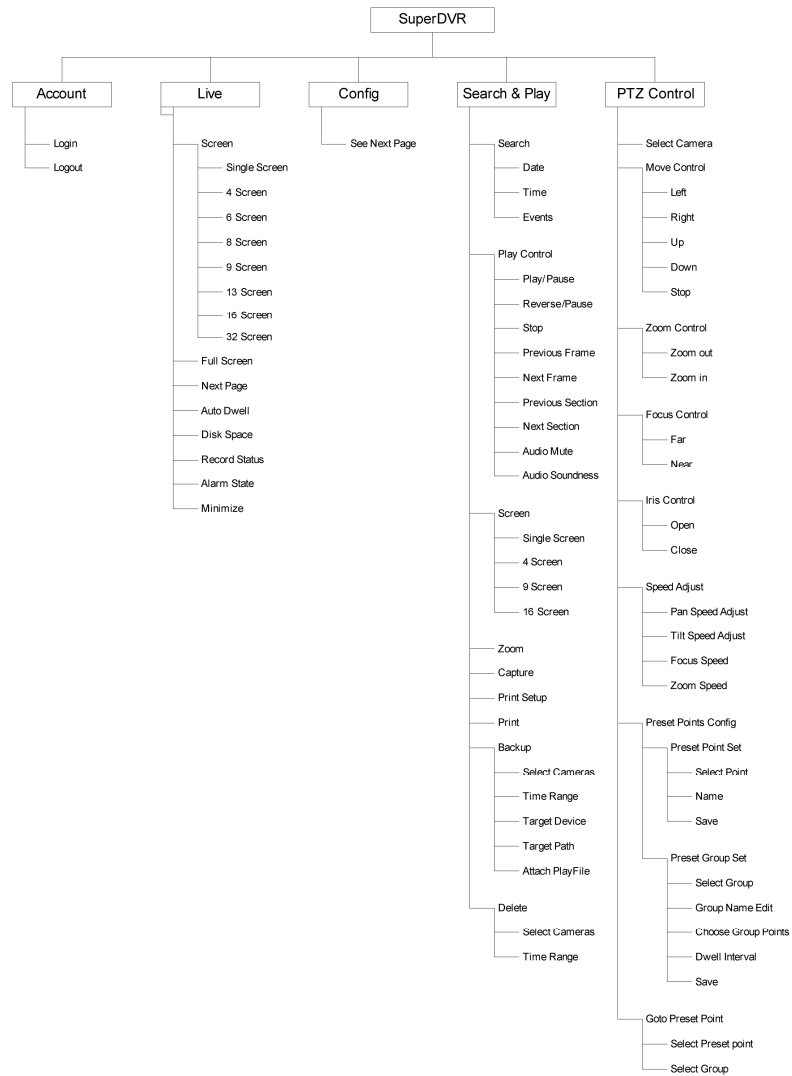 SuperDVR
Account
Login
Logout
Live
Screen
Single Screen
4 Screen
6 Screen
8 Screen
9 Screen
13 Screen
16 Screen
32 Screen
Full Screen
Next Page
Auto Dwell
Disk Space
Record Status
Alarm State
Minimize
Config
See Next Page
Search & Play
Search
Date
Time
Events
Play Control
Play/Pause
Reverse/Pause
Stop
Previous Frame
Next Frame
Previous Section
Next Section
Audio Mute
Audio Soundness
Screen
Single Screen
4 Screen
9 Screen
16 Screen
Zoom
Capture
Print Setup
Print
Backup
Select Cameras
Time Range
Target Device
Target Path
Attach PlayFile
Delete
Select Cameras
Time Range
PTZ Control
Select Camera
Move Control
Left
Right
Up
Down
Stop
Zoom Control
Zoom out
Zoom in
Focus Control
Far
Near
Iris Control
Open
Close
Speed Adjust
Pan Speed Adjust
Tilt Speed Adjust
Focus Speed
Zoom Speed
Preset Points Config
Preset Point Set
Select Point
Name
Save
Preset Group Set
Select Group
Group Name Edit
Choose Group Points
Dwell Interval
Save
Goto Preset Point
Select Preset point
Select Group